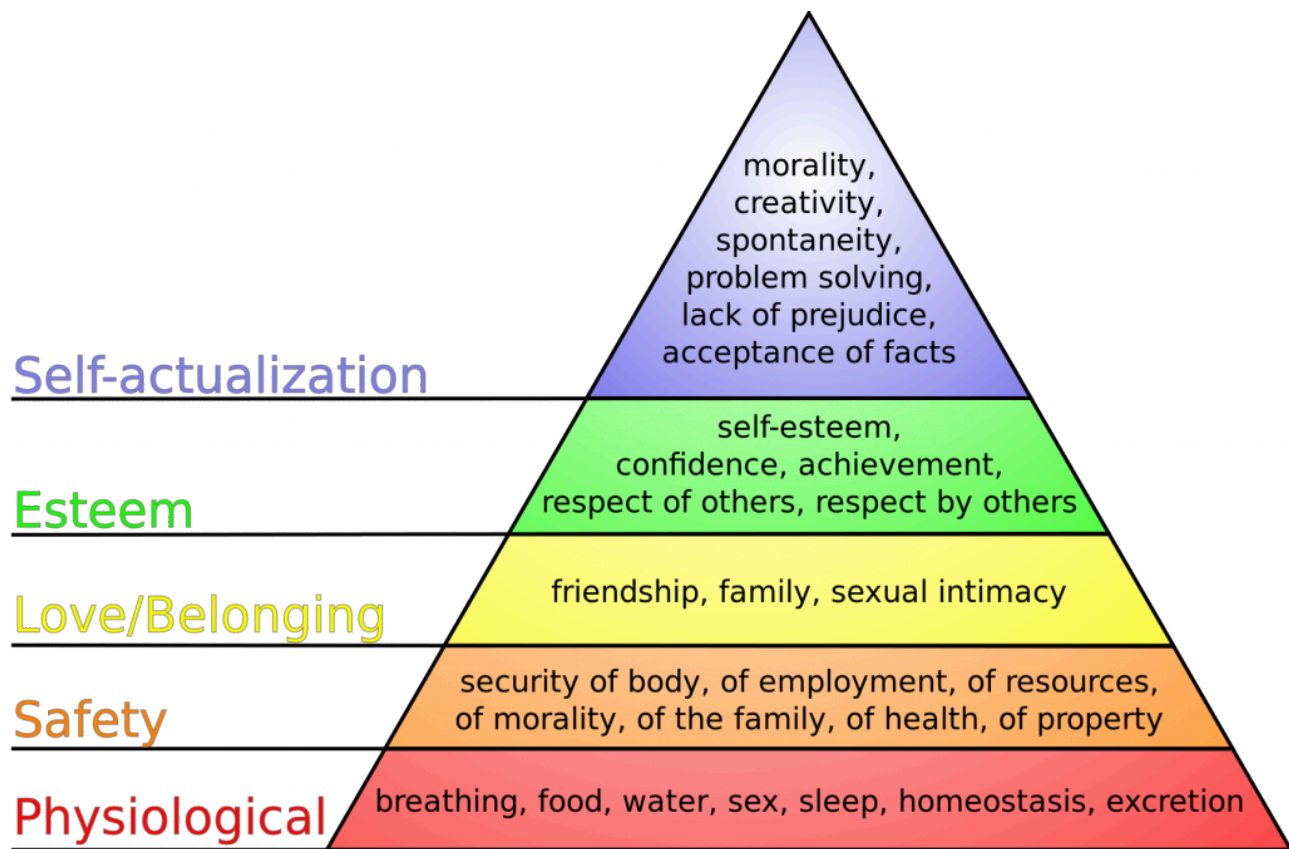 morality,
creativity,
spontaneity,
problem solving,
lack of prejudice,
acceptance of facts
Self-actualization
self-esteem,
confidence, achievement,
respect of others, respect by others
Esteem
friendship, family, sexual intimacy
Love/Belonging
security of body, of employment, of resources,
of morality, of the family, of health, of property
Safety
breathing, food, water, sex, sleep, homeostasis, excretion
Physiological